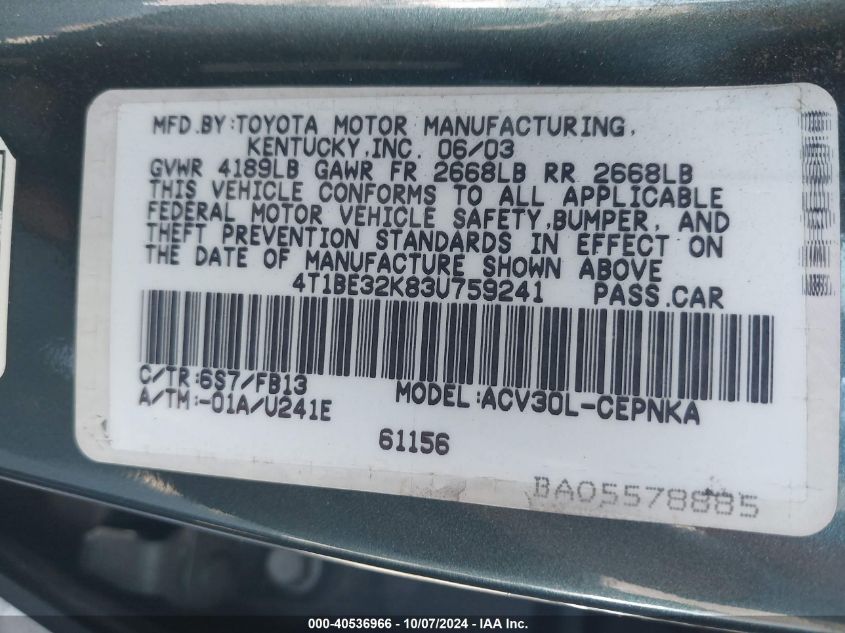 MFD.BY:TOYOTA MOTOR MANUFACTURING,
KENTUCKY,INC. 06/03
GVWR 4189LB GAWR FR 2668LB RR 2668LB
THIS VEHICLE CONFORMS TO ALL APPLICABLE
FEDERAL MOTOR VEHICLE SAFETY,BUMPER, AND
THEFT PREVENTION STANDARDS IN EFFECT ON
THE DATE OF MANUFACTURE SHOWN ABOVE
4T1BE32K83U759241 PASS.CAR
C/TR:6S7/FB13 MODEL:ACV30L-CEPNKA
A/TM:-01A/U241E
61156
BA05578885
000-40536966 - 10/07/2024 - IAAI Inc.